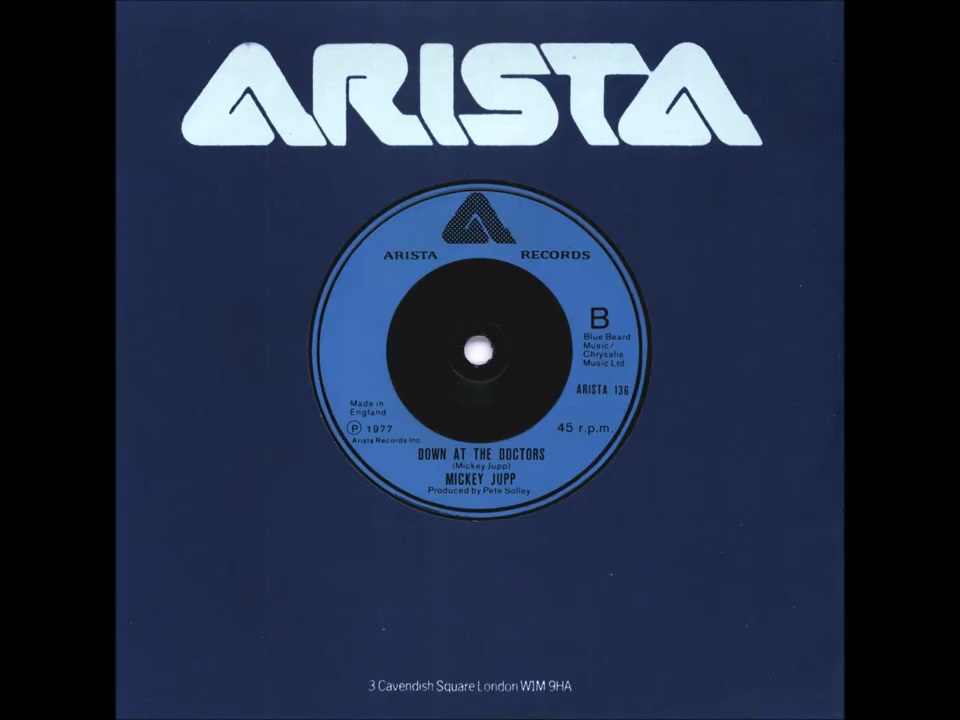 ARISTA
ARISTA RECORDS
B
Blue Beard
Music/
Chrysalis
Music Ltd
ARISTA 136
Made in
England
℗ 1977
Arista Records Inc.
45 r.p.m.
DOWN AT THE DOCTORS
(Mickey Jupp)
MICKEY JUPP
Produced by Pete Solley.
3 Cavendish Square London W1M 9HA